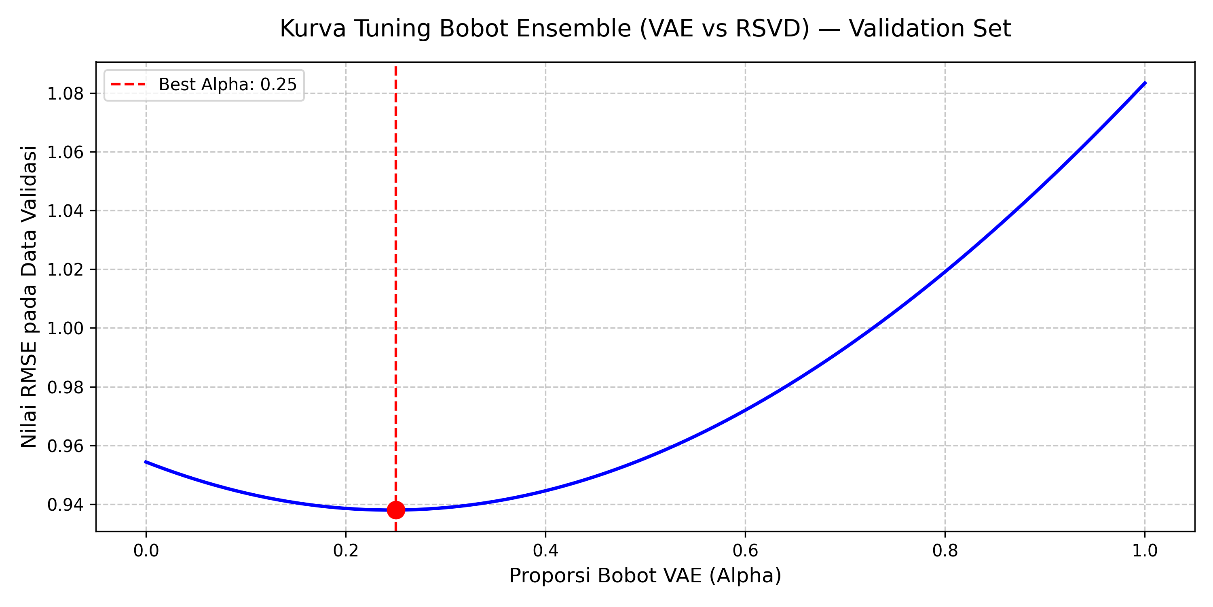 Kurva Tuning Bobot Ensemble (VAE vs RSVD) — Validation Set
Best Alpha: 0.25
Nilai RMSE pada Data Validasi
1.08
1.06
1.04
1.02
1.00
0.98
0.96
0.94
0.0 0.2 0.4 0.6 0.8 1.0
Proporsi Bobot VAE (Alpha)